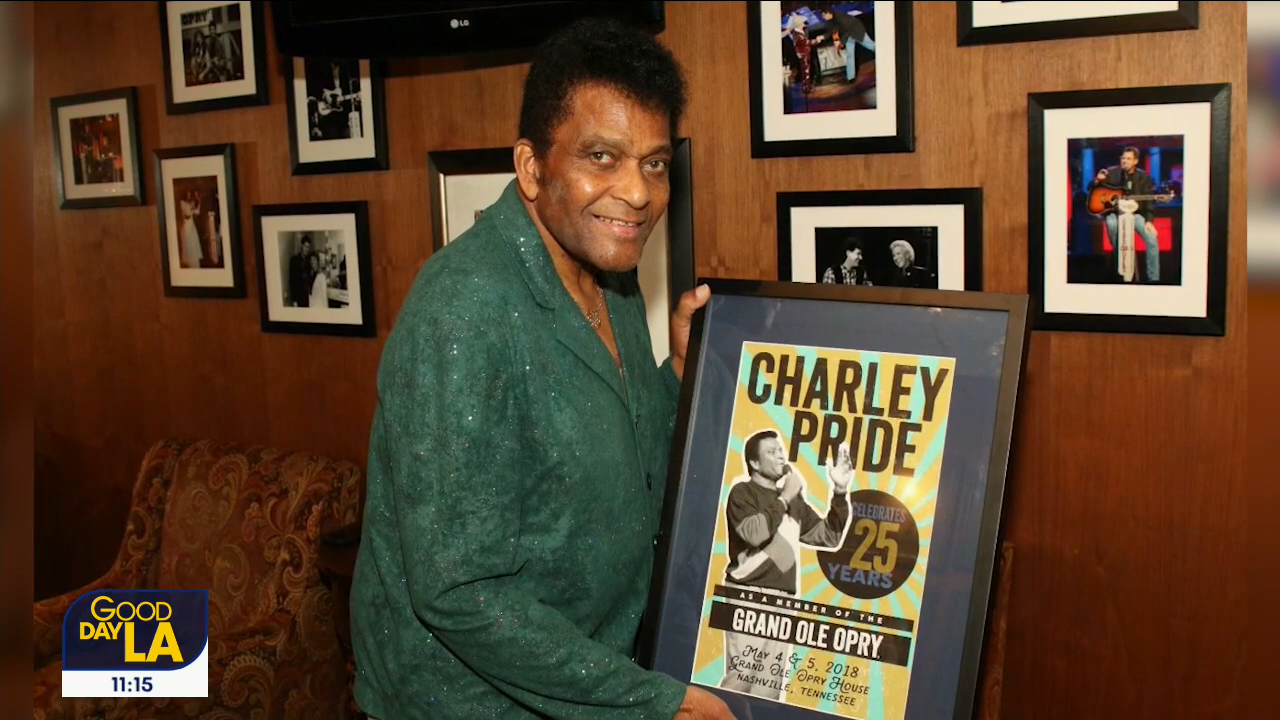 OPRY
LG
CHARLEY
PRIDE
CELEBRATES
25
YEARS
AS A MEMBER OF THE
GRAND OLE OPRY.
MAY 4 & 5, 2018
GRAND OLE OPRY HOUSE
NASHVILLE, TENNESSEE
GOOD
DAY LA
11:15